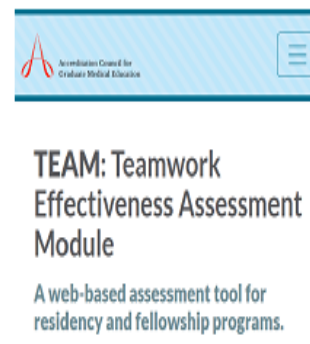 Accreditation Council for
Graduate Medical Education
TEAM: Teamwork
Effectiveness Assessment
Module
A web-based assessment tool for
residency and fellowship programs.